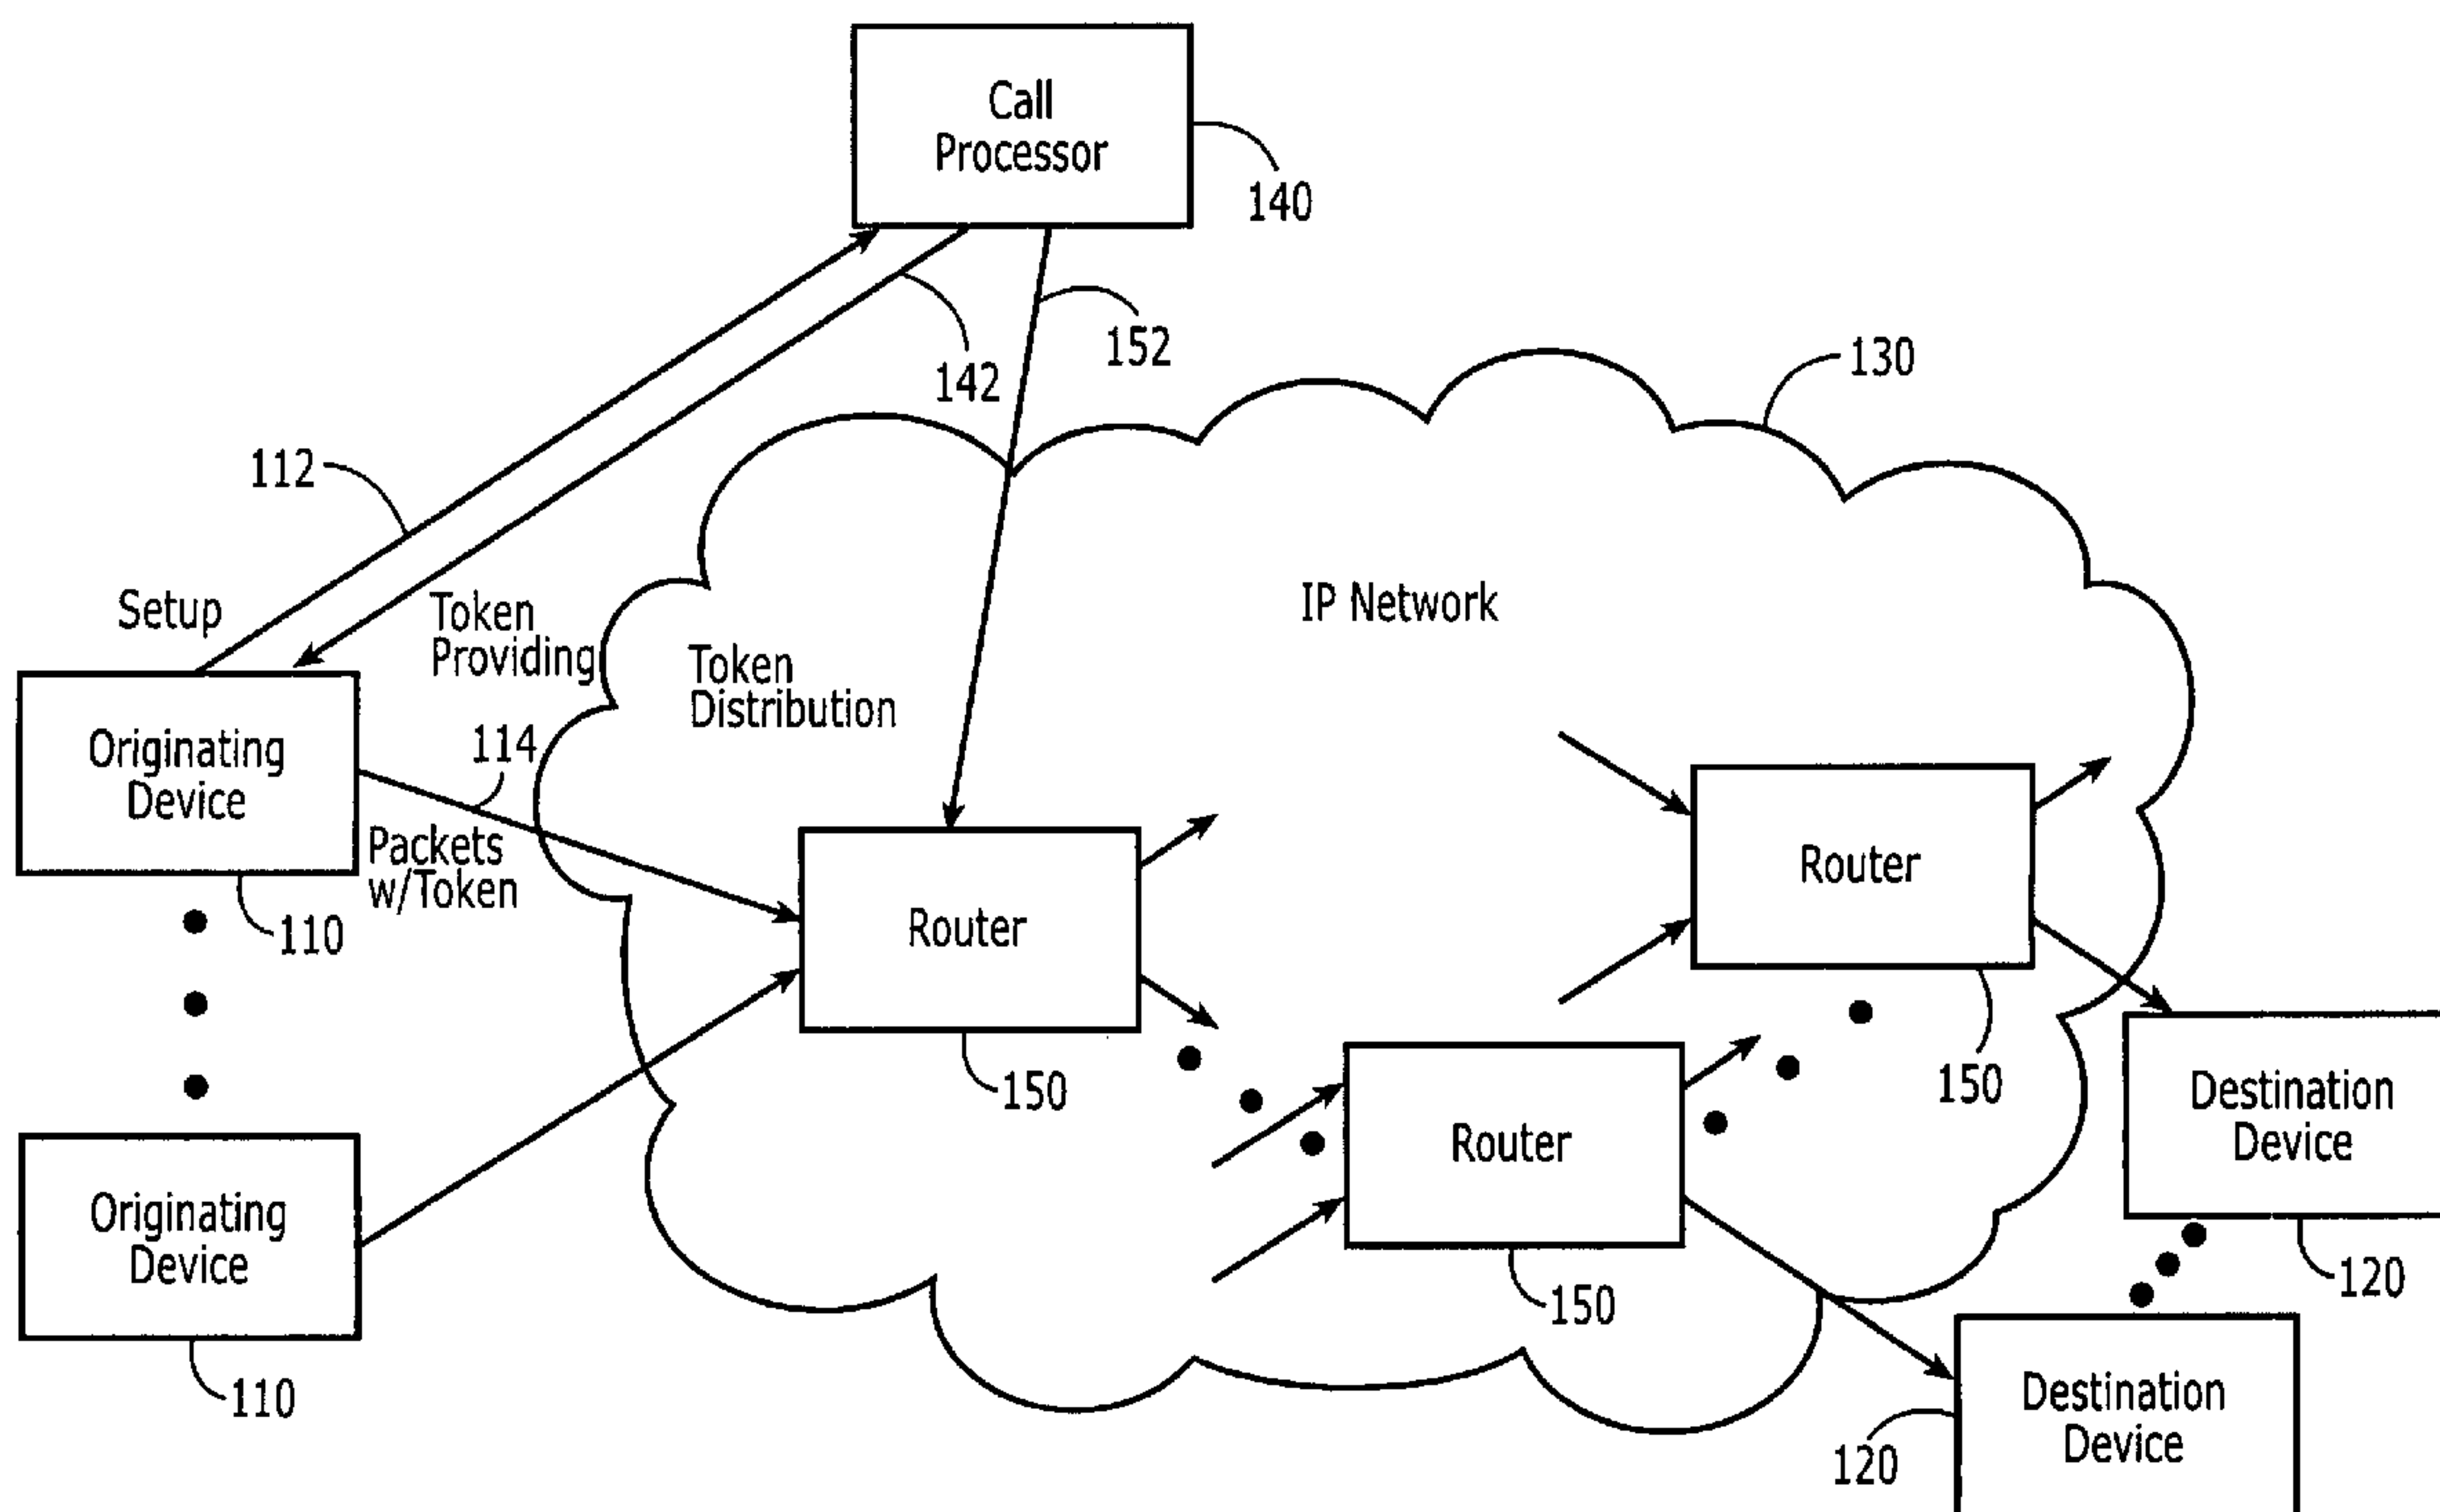 Call
Processor
140
152
142
130
112
Setup
Token
Providing
IP Network
Token
Distribution
114
Originating
Device
Packets
w/Token
Router
Router
110
150
150
Destination
Device
Router
Originating
Device
120
150
110
Destination
Device
120